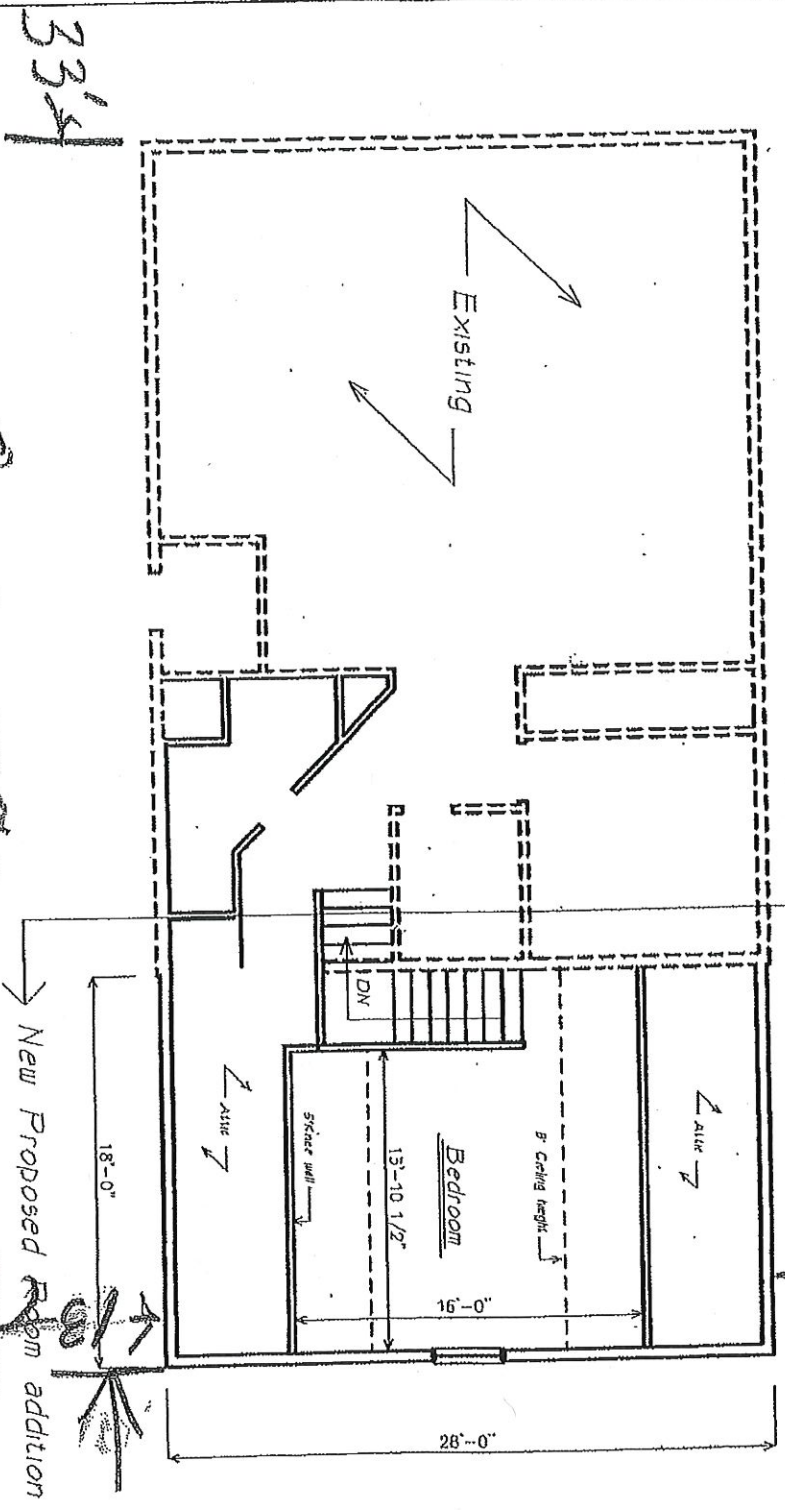 33'
Existing
DN
Attic
Attic
Bedroom
8' Cieling height
5' Knee wall
13'-10 1/2"
16'-0"
18'-0"
28'-0"
New Proposed Room addition